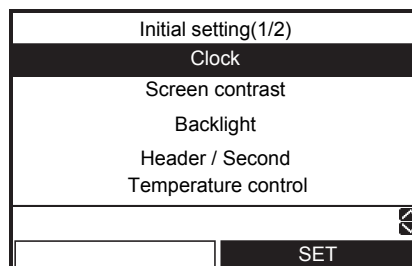 Initial setting(1/2)
Clock
Screen contrast
Backlight
Header / Second
Temperature control
SET